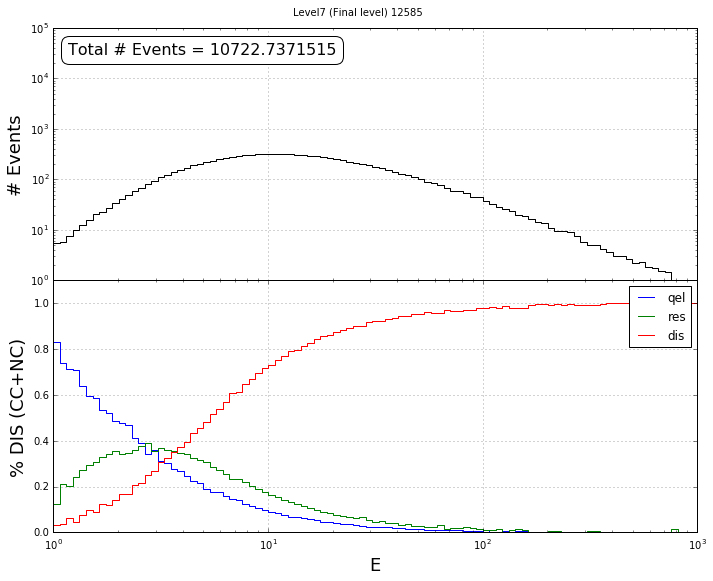 Level7 (Final level) 12585
Total # Events = 10722.7371515
# Events
10^5
10^4
10^3
10^2
10^1
10^0
% DIS (CC+NC)
1.0
0.8
0.6
0.4
0.2
0.0
qel
res
dis
10^0 10^1 10^2 10^3
E